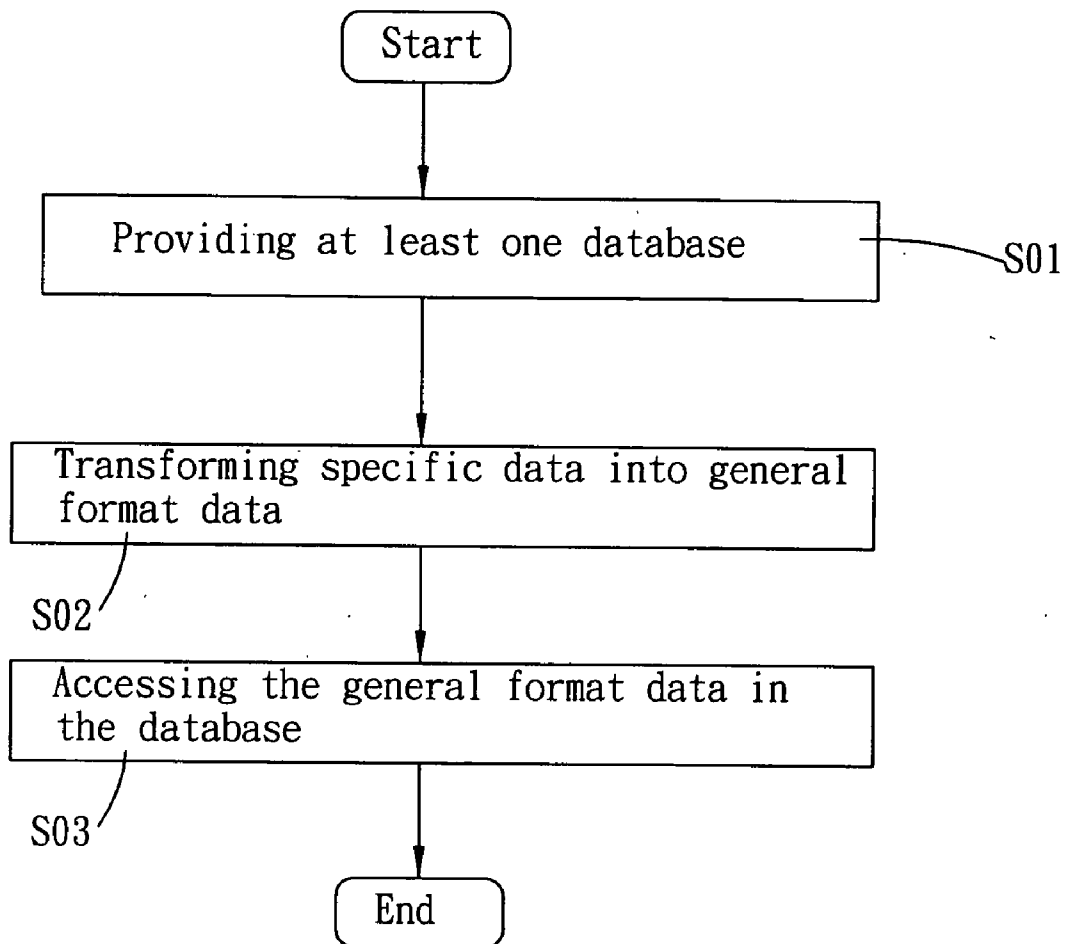 Start
Providing at least one database
S01
Transforming specific data into general
format data
S02
Accessing the general format data in
the database
S03
End